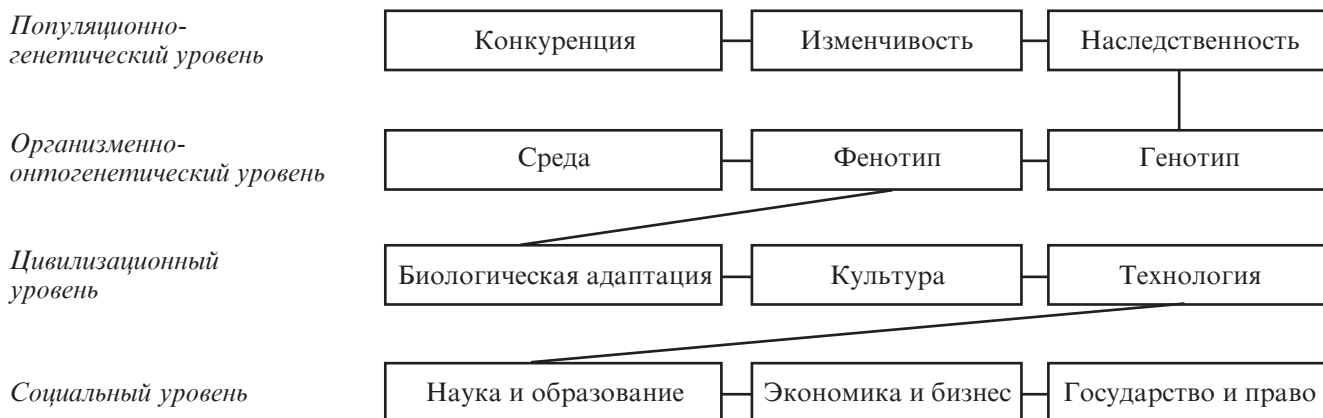 Популяционно-
генетический уровень
Конкуренция
Изменчивость
Наследственность
Организменно-
онтогенетический уровень
Среда
Фенотип
Генотип
Цивилизационный
уровень
Биологическая адаптация
Культура
Технология
Социальный уровень
Наука и образование
Экономика и бизнес
Государство и право